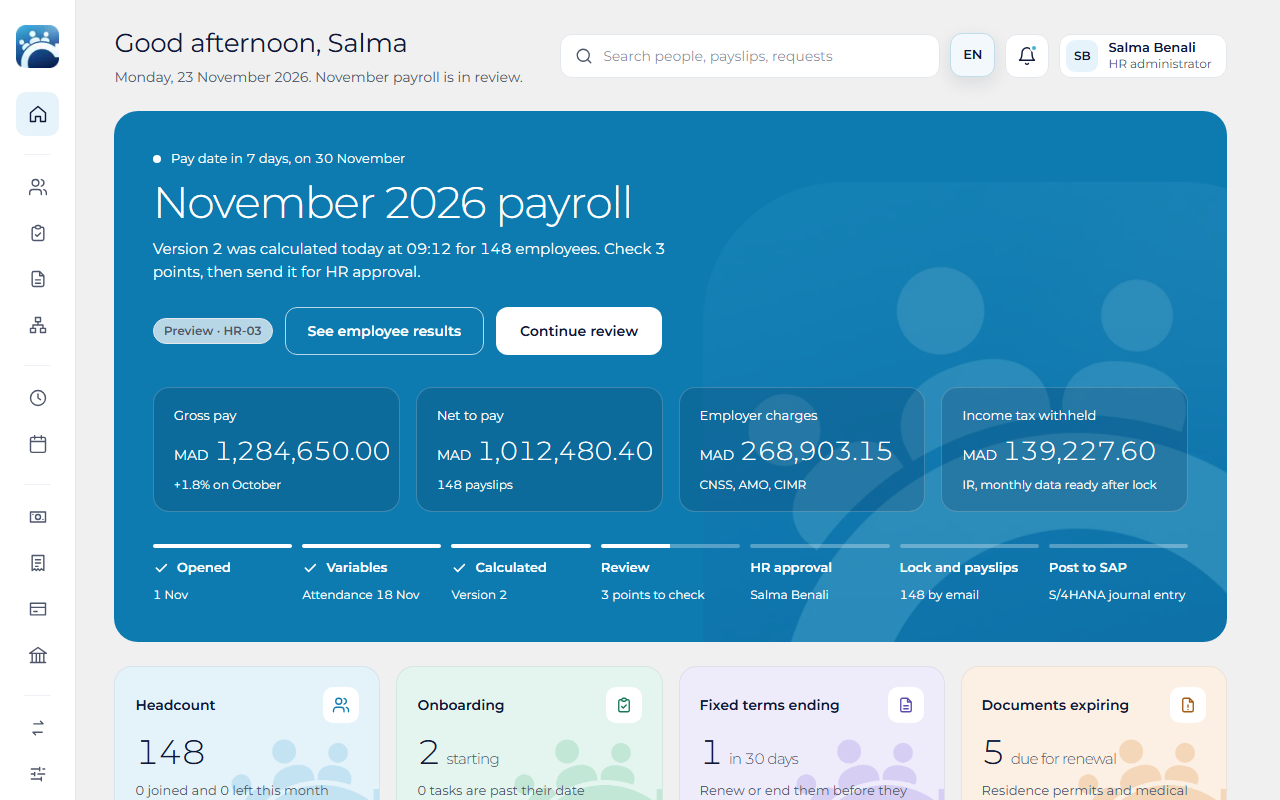 Good afternoon, Salma
Monday, 23 November 2026. November payroll is in review.
Search people, payslips, requests
EN
SB
Salma Benali
HR administrator
Pay date in 7 days, on 30 November
November 2026 payroll
Version 2 was calculated today at 09:12 for 148 employees. Check 3
points, then send it for HR approval.
Preview · HR-03
See employee results
Continue review
Gross pay
MAD 1,284,650.00
+1.8% on October
Net to pay
MAD 1,012,480.40
148 payslips
Employer charges
MAD 268,903.15
CNSS, AMO, CIMR
Income tax withheld
MAD 139,227.60
IR, monthly data ready after lock
Opened
1 Nov
Variables
Attendance 18 Nov
Calculated
Version 2
Review
3 points to check
HR approval
Salma Benali
Lock and payslips
148 by email
Post to SAP
S/4HANA journal entry
Headcount
148
0 joined and 0 left this month
Onboarding
2 starting
0 tasks are past their date
Fixed terms ending
1 in 30 days
Renew or end them before they
Documents expiring
5 due for renewal
Residence permits and medical